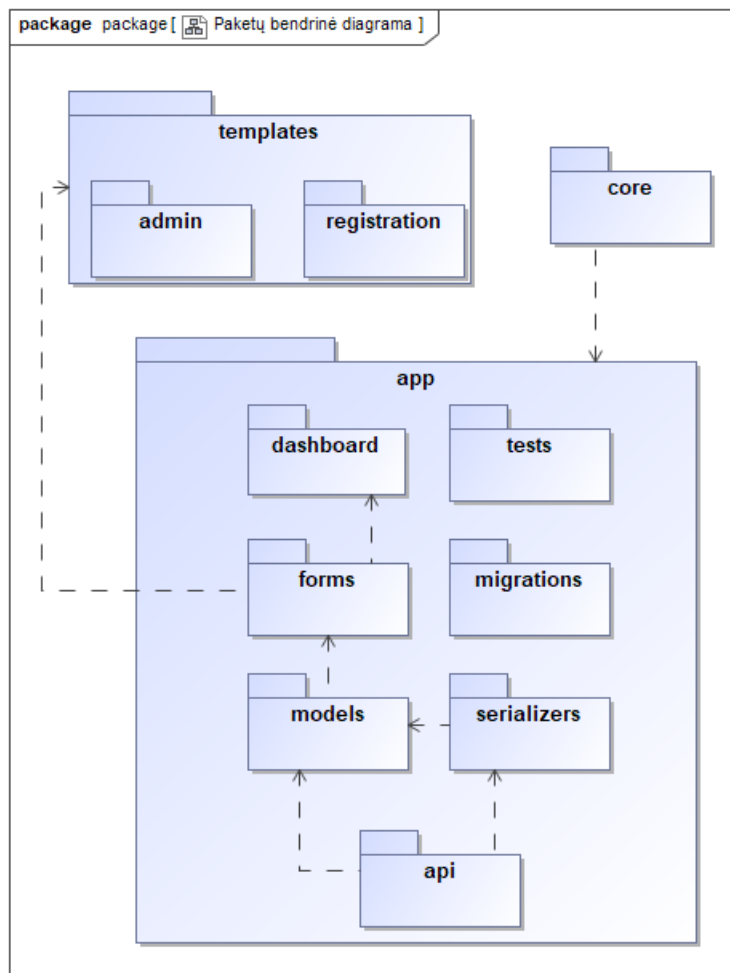 package package [ Paketų bendrinė diagrama ]
templates
admin
registration
core
app
dashboard
tests
forms
migrations
models
serializers
api